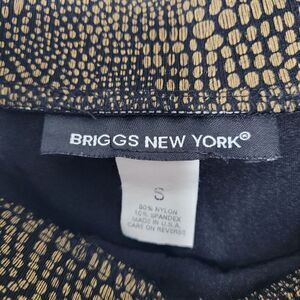 BRIGGS NEW YORK®
S
90% NYLON
10% SPANDEX
MADE IN U.S.A.
CARE ON REVERSE